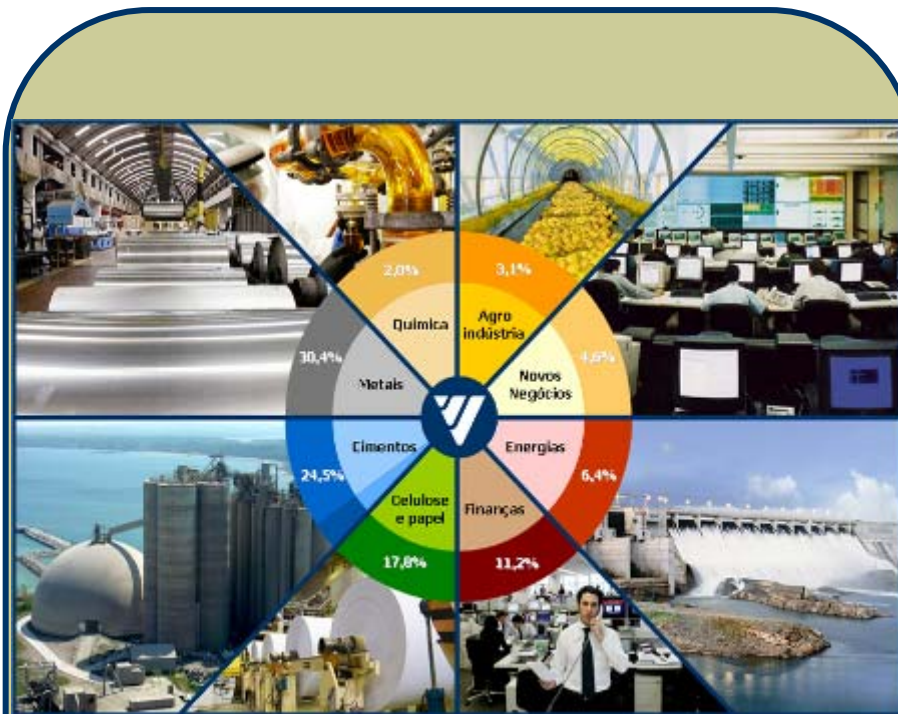 2,0%
3,1%
Química
Agro
indústria
30,4%
4,6%
Metais
Novos
Negócios
Cimentos
Energias
24,5%
6,4%
Celulose
e papel
Finanças
17,8%
11,2%